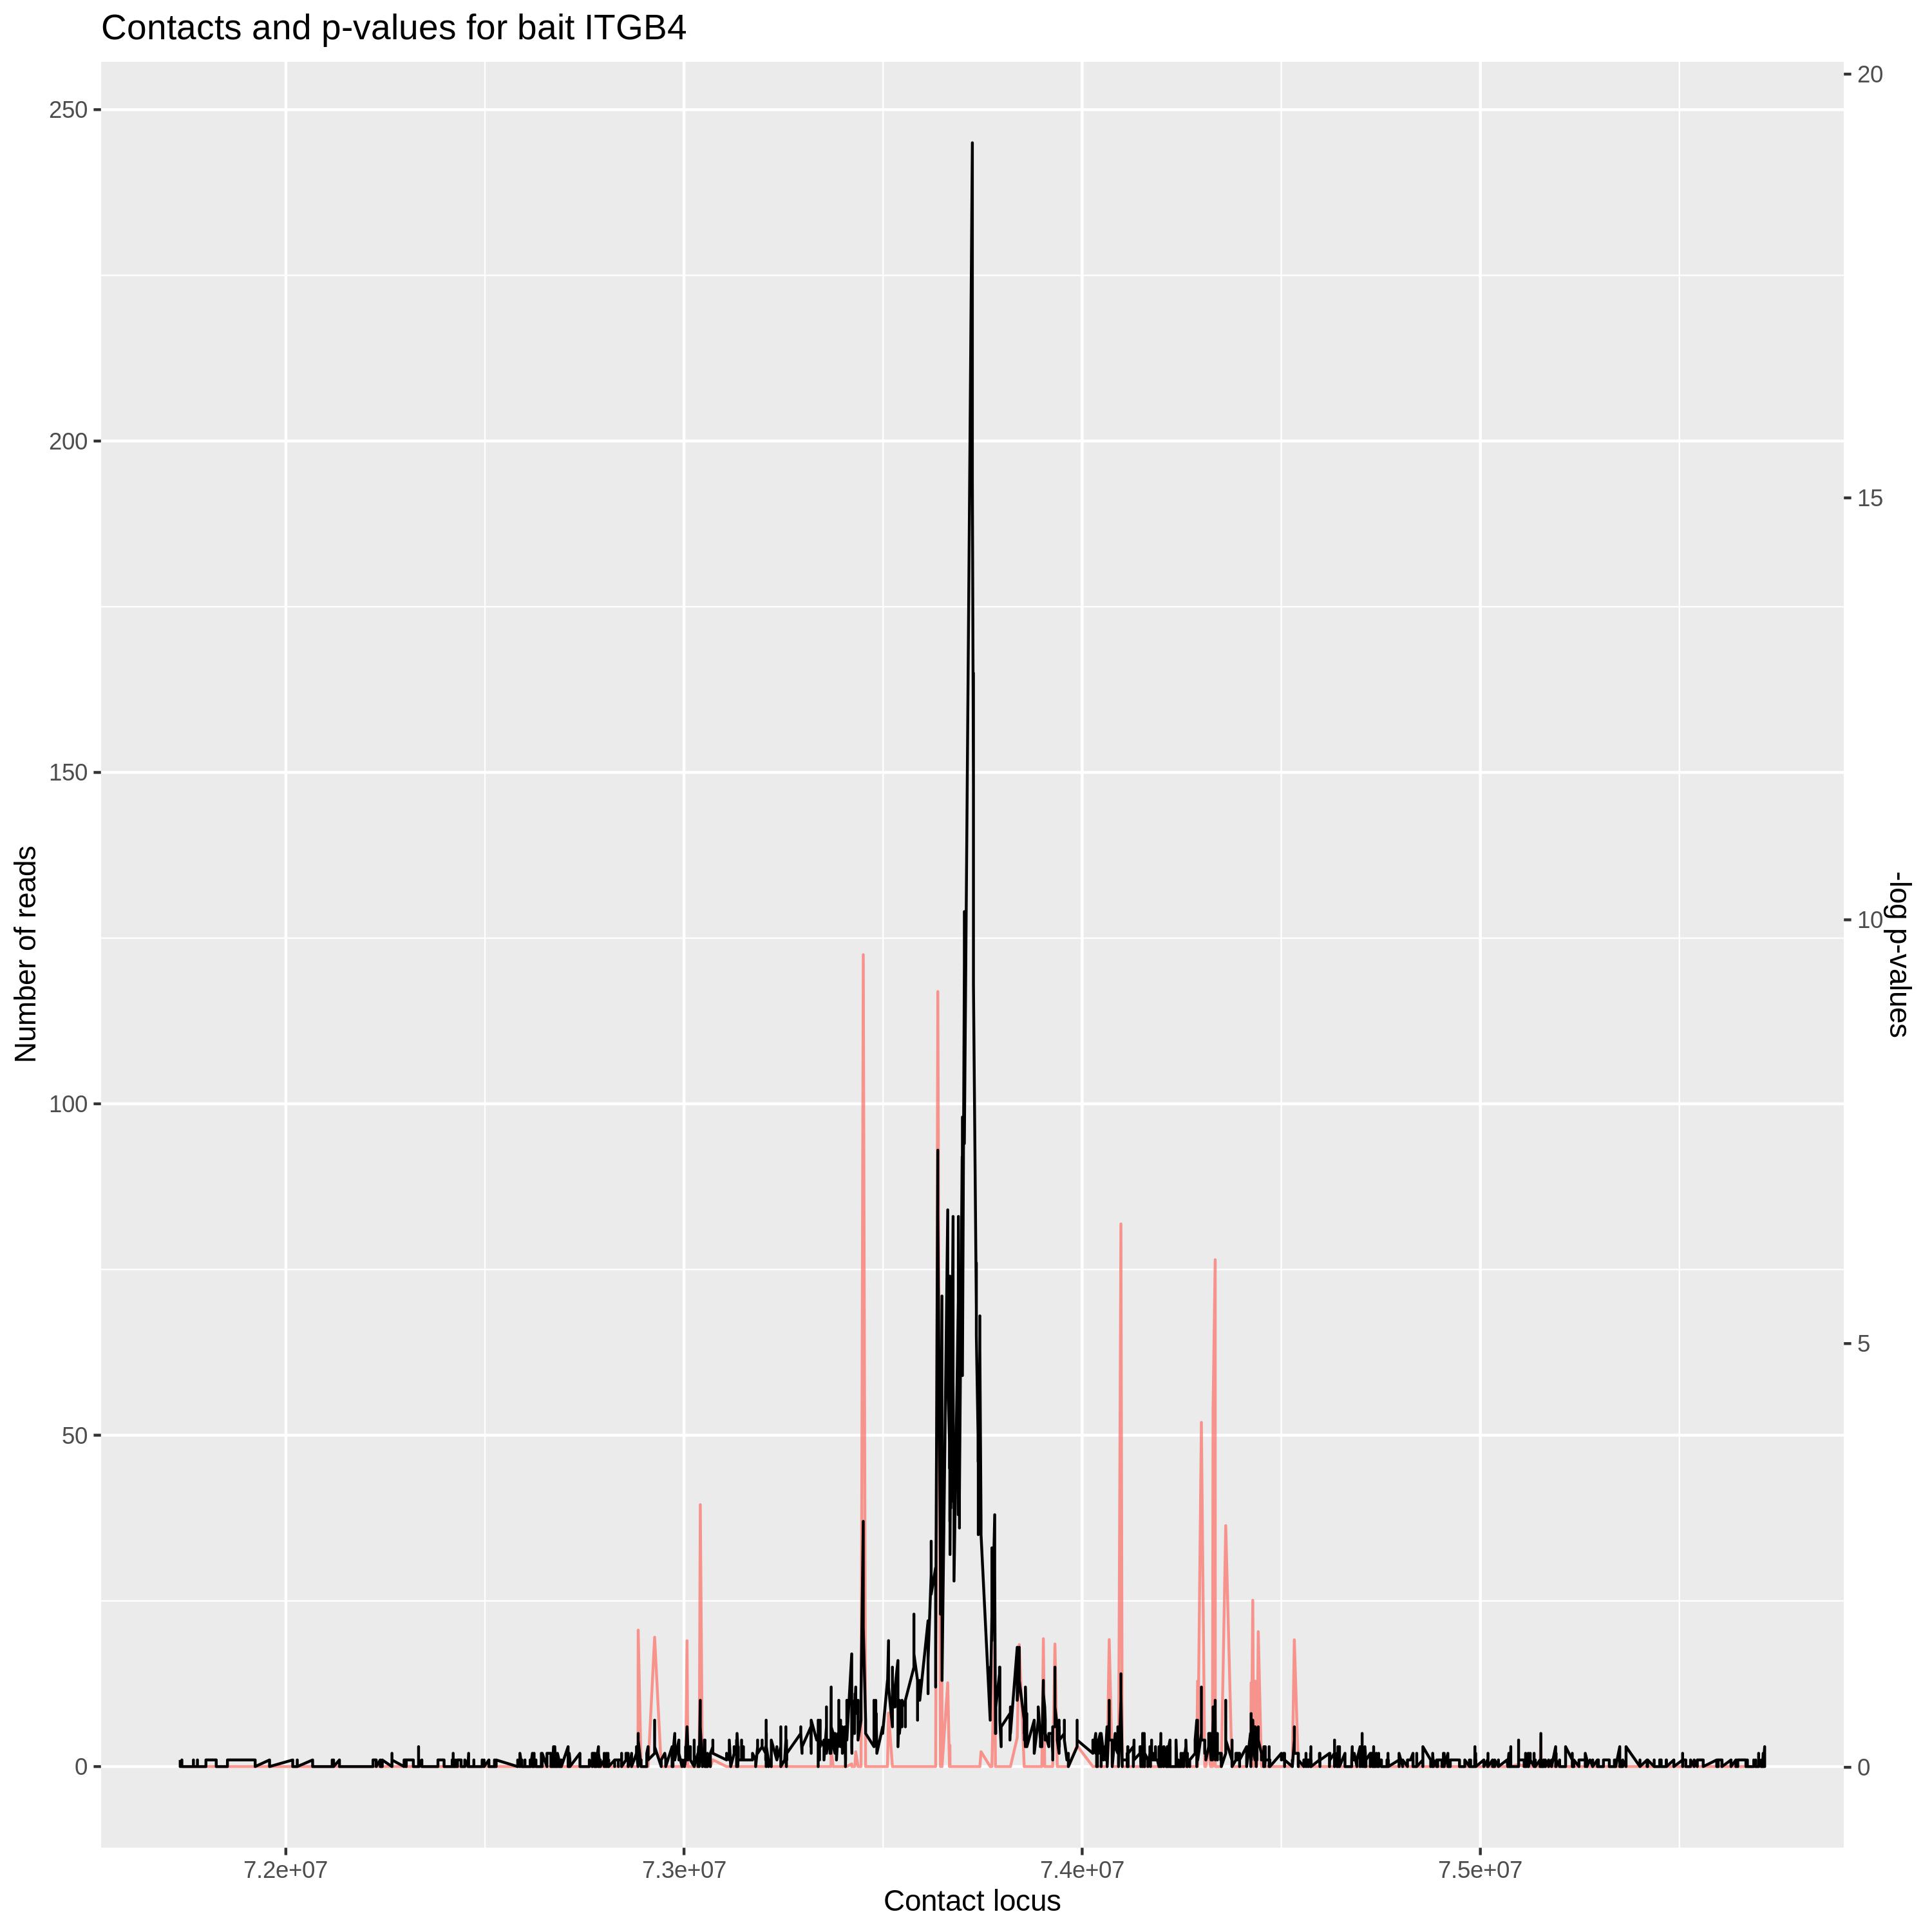 Contacts and p-values for bait ITGB4
250
200
150
100
50
0
Number of reads
20
15
10
5
0
-log p-values
7.2e+07 7.3e+07 7.4e+07 7.5e+07
Contact locus